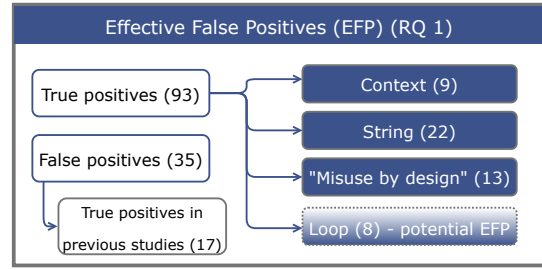 Effective False Positives (EFP) (RQ 1)
True positives (93)
False positives (35)
True positives in
previous studies (17)
Context (9)
String (22)
"Misuse by design" (13)
Loop (8) - potential EFP